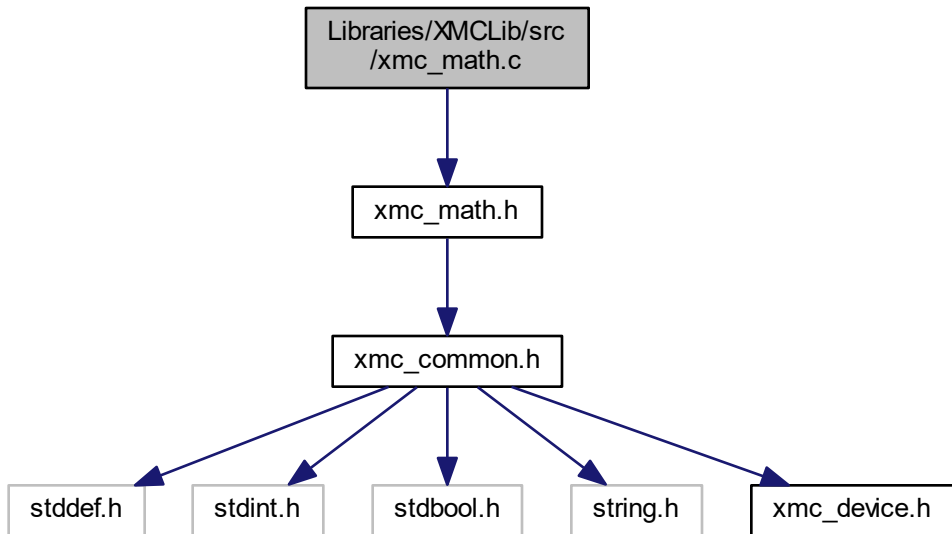 Libraries/XMCLib/src
/xmc_math.c
xmc_math.h
xmc_common.h
stddef.h
stdint.h
stdbool.h
string.h
xmc_device.h